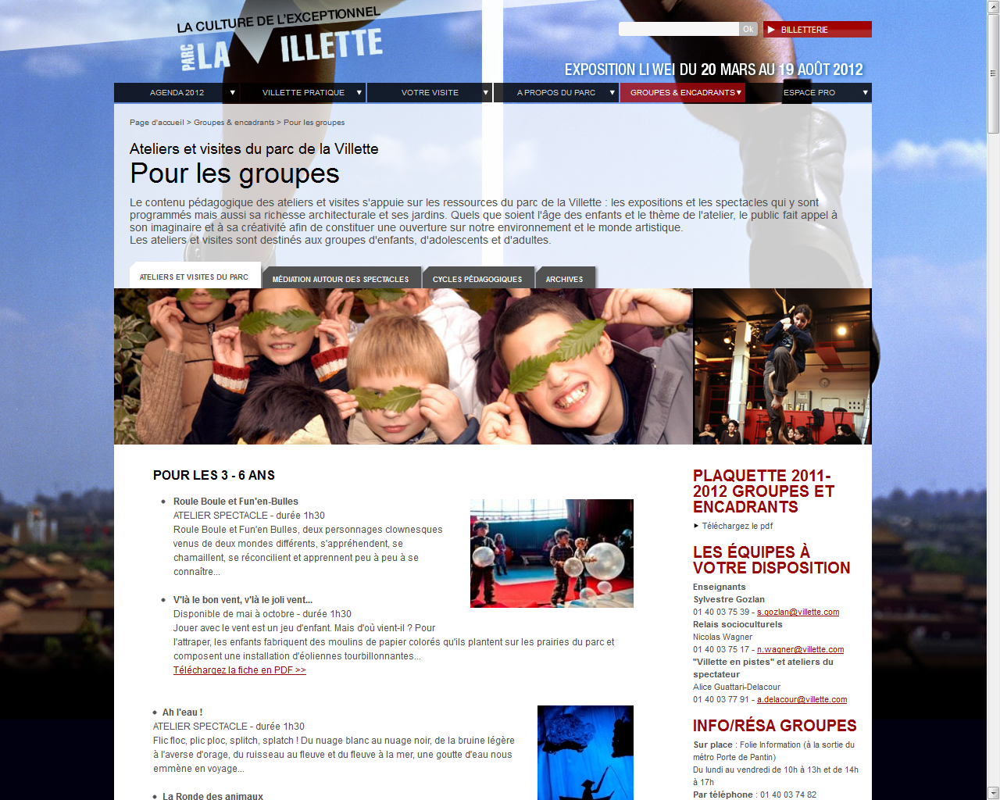 LA CULTURE DE L'EXCEPTIONNEL
PARC LA VILLETTE
Ok
BILLETTERIE
EXPOSITION LI WEI DU 20 MARS AU 19 AOÛT 2012
AGENDA 2012
VILLETTE PRATIQUE
VOTRE VISITE
A PROPOS DU PARC
GROUPES & ENCADRANTS
ESPACE PRO
Page d'accueil > Groupes & encadrants > Pour les groupes
Ateliers et visites du parc de la Villette
Pour les groupes
Le contenu pédagogique des ateliers et visites s'appuie sur les ressources du parc de la Villette : les expositions et les spectacles qui y sont
programmés mais aussi sa richesse architecturale et ses jardins. Quels que soient l'âge des enfants et le thème de l'atelier, le public fait appel à
son imaginaire et à sa créativité afin de constituer une ouverture sur notre environnement et le monde artistique.
Les ateliers et visites sont destinés aux groupes d'enfants, d'adolescents et d'adultes.
ATELIERS ET VISITES DU PARC
MÉDIATION AUTOUR DES SPECTACLES
CYCLES PÉDAGOGIQUES
ARCHIVES
POUR LES 3 - 6 ANS
Roule Boule et Fun'en-Bulles
ATELIER SPECTACLE - durée 1h30
Roule Boule et Fun'en Bulles, deux personnages clownesques
venus de deux mondes différents, s'appréhendent, se
chamaillent, se réconcilient et apprennent peu à peu à se
connaître...
V'là le bon vent, v'là le joli vent...
Disponible de mai à octobre - durée 1h30
Jouer avec le vent est un jeu d'enfant. Mais d'où vient-il ? Pour
l'attraper, les enfants fabriquent des moulins de papier colorés qu'ils plantent sur les prairies du parc et
composent une installation d'éoliennes tourbillonnantes...
Téléchargez la fiche en PDF >>
Ah l'eau !
ATELIER SPECTACLE - durée 1h30
Flic floc, plic ploc, splitch, splatch ! Du nuage blanc au nuage noir, de la bruine légère
à l'averse d'orage, du ruisseau au fleuve et du fleuve à la mer, une goutte d'eau nous
emmène en voyage...
La Ronde des animaux
PLAQUETTE 2011-
2012 GROUPES ET
ENCADRANTS
Téléchargez le pdf
LES ÉQUIPES À
VOTRE DISPOSITION
Enseignants
Sylvestre Gozlan
01 40 03 75 39 - s.gozlan@villette.com
Relais socioculturels
Nicolas Wagner
01 40 03 75 17 - n.wagner@villette.com
"Villette en pistes" et ateliers du
spectateur
Alice Guattari-Delacour
01 40 03 77 91 - a.delacour@villette.com
INFO/RÉSA GROUPES
Sur place : Folie Information (à la sortie du
métro Porte de Pantin)
Du lundi au vendredi de 10h à 13h et de 14h
à 17h
Par téléphone : 01 40 03 74 82